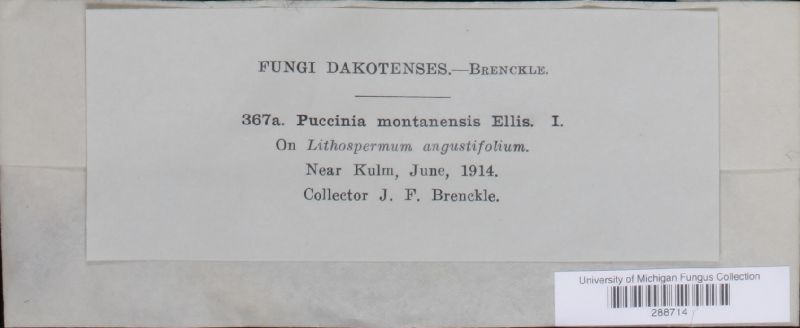 FUNGI DAKOTENSES.—BRENCKLE.
367a. Puccinia montanensis Ellis. I.
On Lithospermum angustifolium.
Near Kulm, June, 1914.
Collector J. F. Brenckle.
University of Michigan Fungus Collection
288714